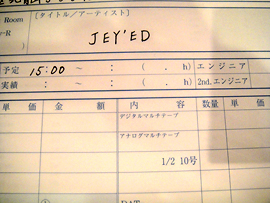 Room
[タイトル／アーティスト]
-R
JEY'ED
予定 15:00 ～ : ( . h) エンジニア
実績 : ～ : ( . h) 2nd.エンジニア
単 価 金 額 内 容 数量 単 価
デジタルマルチテープ
アナログマルチテープ
1/2 10号
DAT